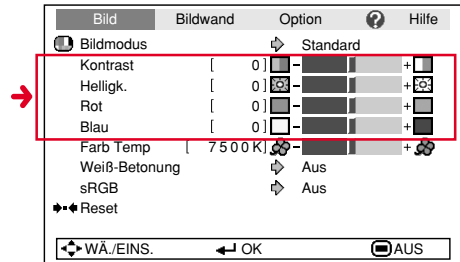 Bild Bildwand Option ? Hilfe
Bildmodus Standard
Kontrast [ 0] - +
Helligk. [ 0] - +
Rot [ 0] - +
Blau [ 0] - +
Farb Temp [ 7500K] - +
Weiß-Betonung Aus
sRGB Aus
Reset
WÄ./EINS. OK AUS